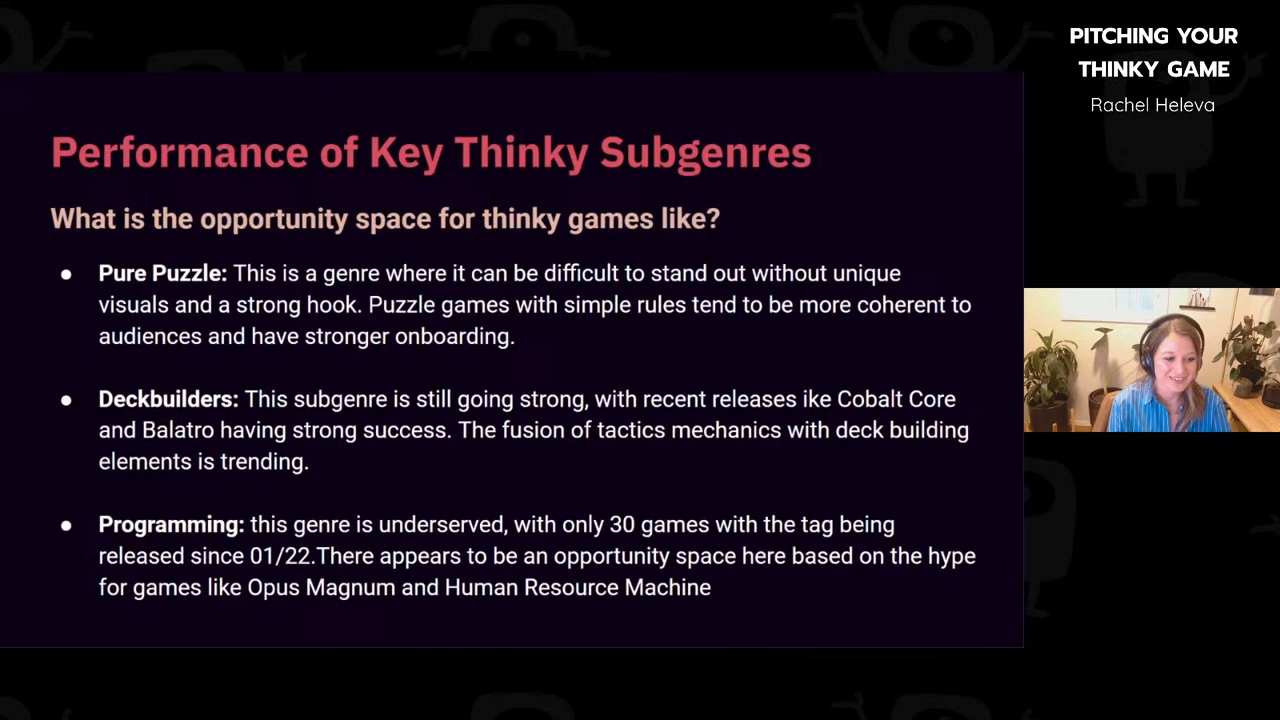 PITCHING YOUR
THINKY GAME
Rachel Heleva
Performance of Key Thinky Subgenres
What is the opportunity space for thinky games like?
● Pure Puzzle: This is a genre where it can be difficult to stand out without unique
visuals and a strong hook. Puzzle games with simple rules tend to be more coherent to
audiences and have stronger onboarding.
● Deckbuilders: This subgenre is still going strong, with recent releases ike Cobalt Core
and Balatro having strong success. The fusion of tactics mechanics with deck building
elements is trending.
● Programming: this genre is underserved, with only 30 games with the tag being
released since 01/22.There appears to be an opportunity space here based on the hype
for games like Opus Magnum and Human Resource Machine